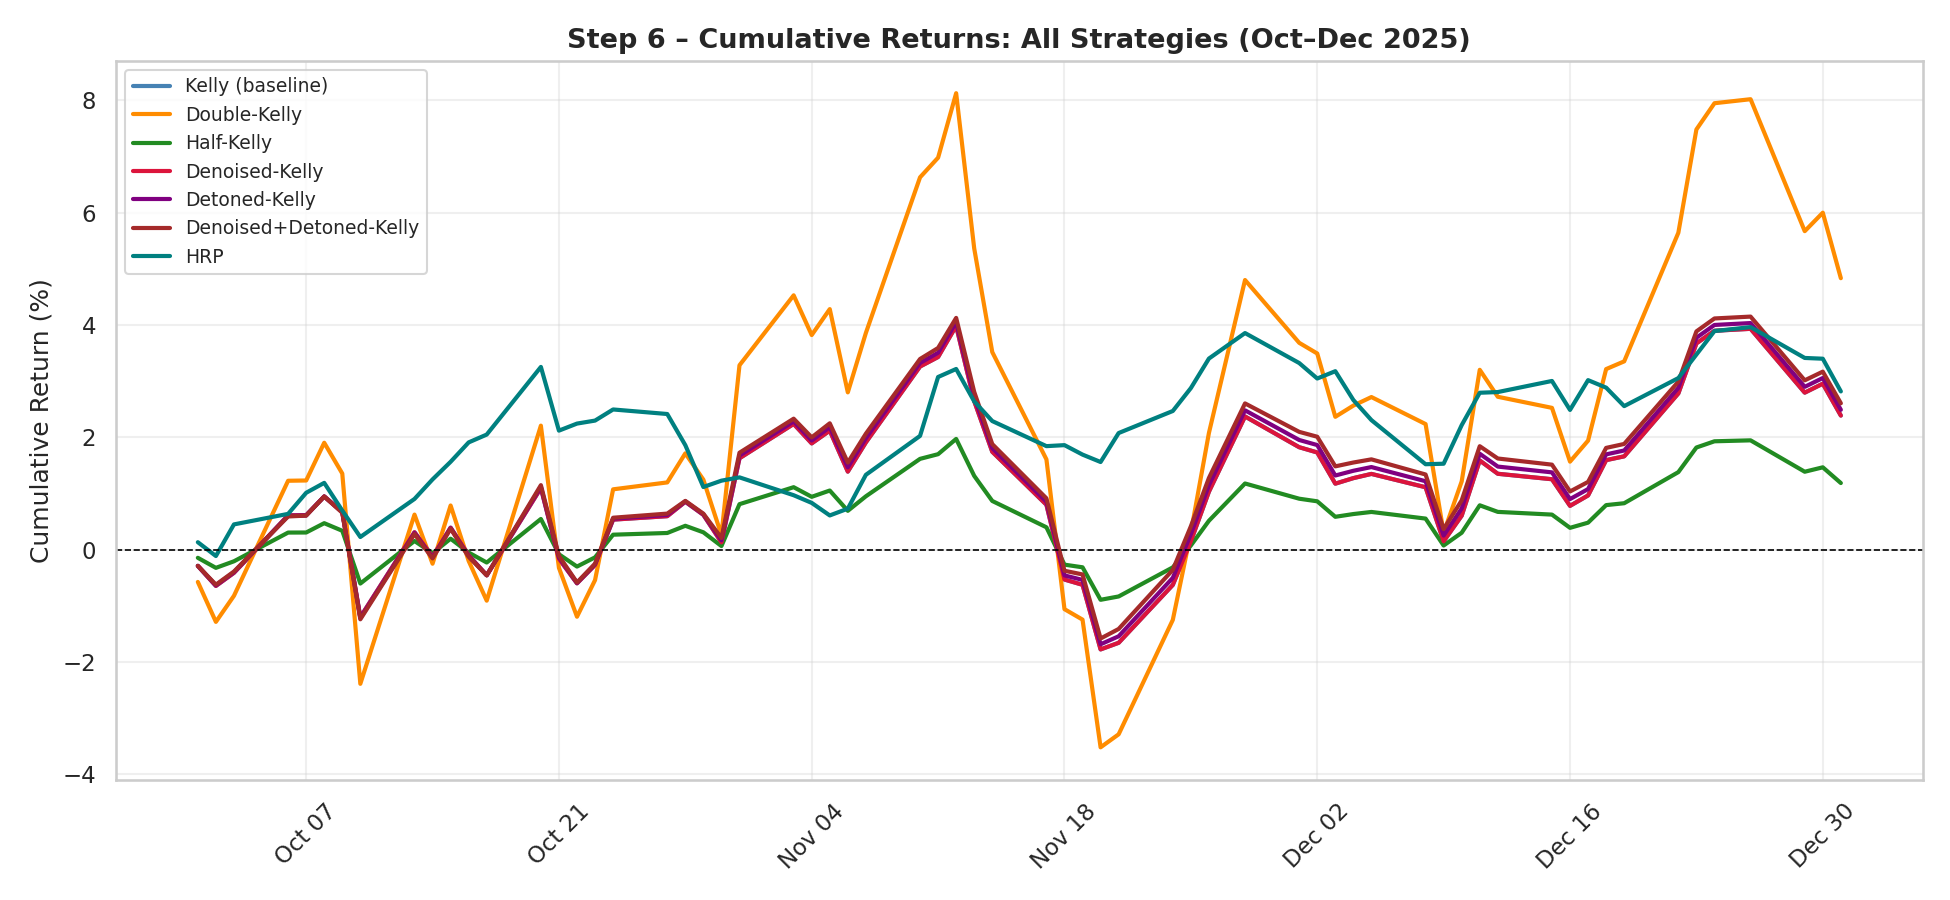 Step 6 – Cumulative Returns: All Strategies (Oct–Dec 2025)
Kelly (baseline)
Double-Kelly
Half-Kelly
Denoised-Kelly
Detoned-Kelly
Denoised+Detoned-Kelly
HRP
Cumulative Return (%)
8
6
4
2
0
−2
−4
Oct 07
Oct 21
Nov 04
Nov 18
Dec 02
Dec 16
Dec 30